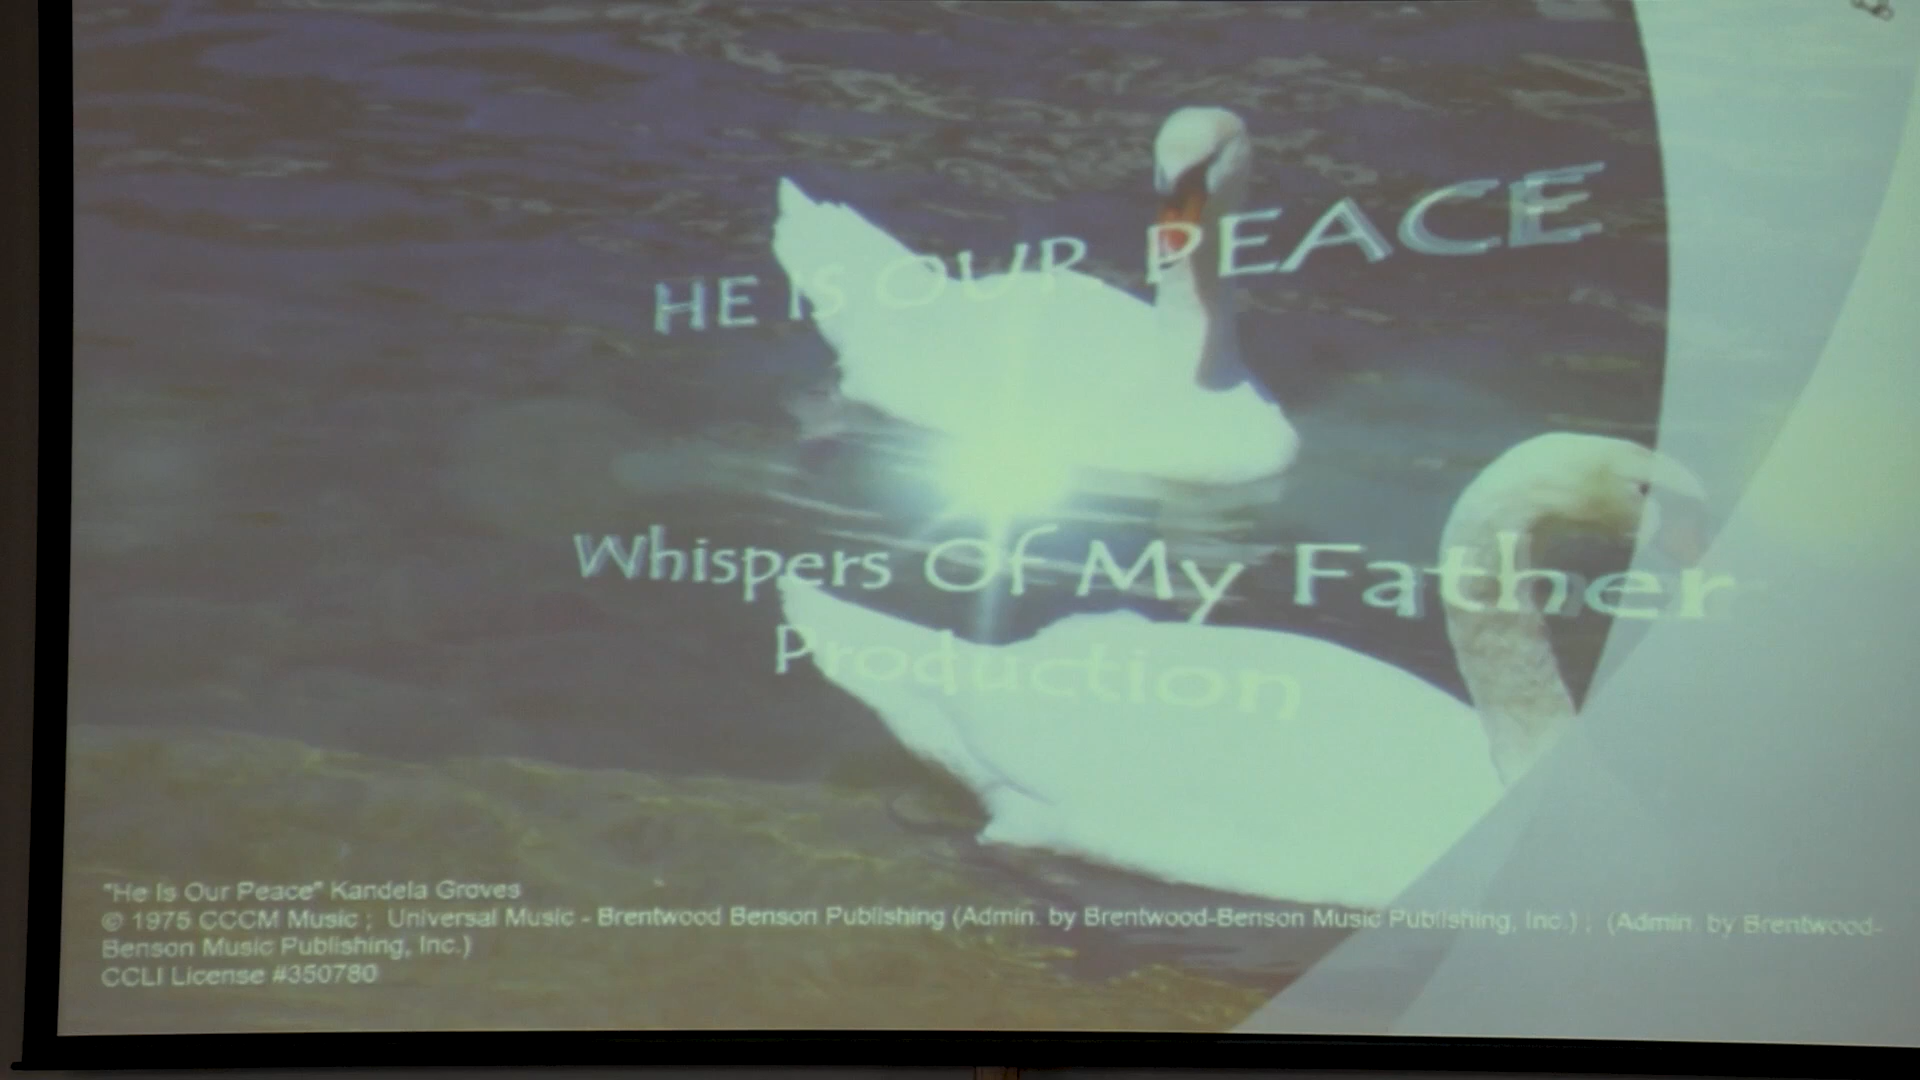 HE IS OUR PEACE
Whispers Of My Father
Production
"He Is Our Peace" Kandela Groves
© 1975 CCCM Music ; Universal Music - Brentwood Benson Publishing (Admin. by Brentwood-Benson Music Publishing, Inc.) ; (Admin. by Brentwood-
Benson Music Publishing, Inc.)
CCLI License #350780